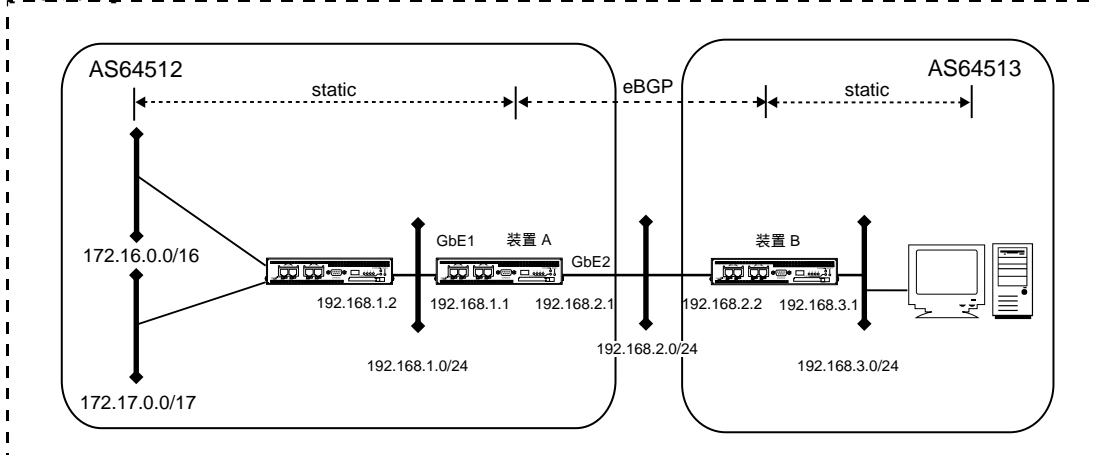 AS64512
AS64513
static
eBGP
static
172.16.0.0/16
GbE1
装置 A
GbE2
装置 B
192.168.1.2
192.168.1.1
192.168.2.1
192.168.2.2
192.168.3.1
192.168.2.0/24
192.168.1.0/24
192.168.3.0/24
172.17.0.0/17